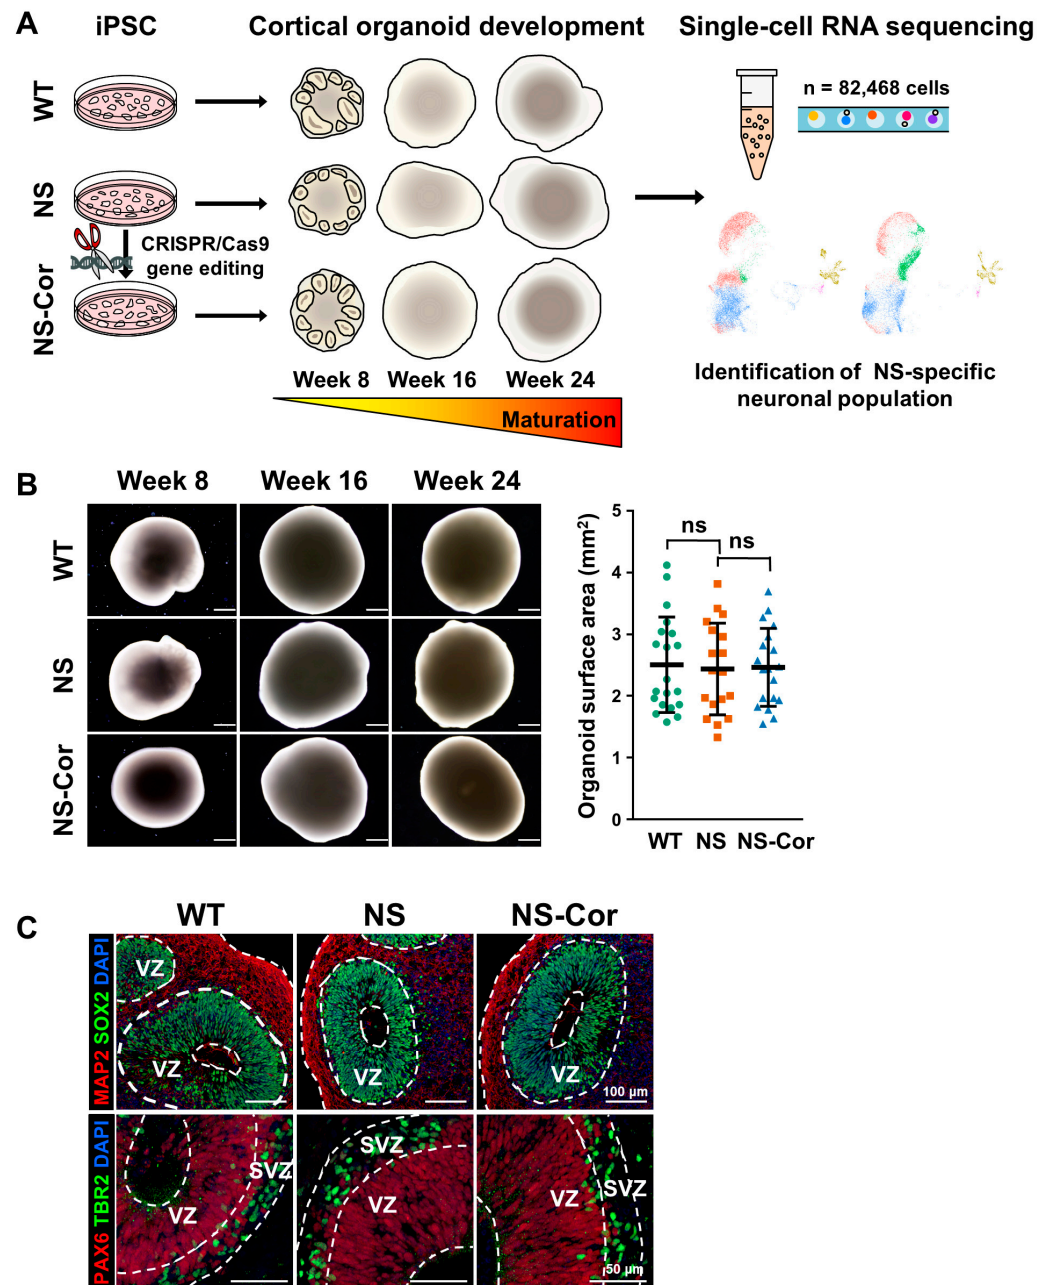 A
iPSC
Cortical organoid development
Single-cell RNA sequencing
WT
NS
NS-Cor
CRISPR/Cas9
gene editing
n = 82,468 cells
Week 8
Week 16
Week 24
Maturation
Identification of NS-specific
neuronal population
B
Week 8
Week 16
Week 24
WT
NS
NS-Cor
Organoid surface area (mm²)
5
4
3
2
1
0
ns
ns
WT
NS
NS-Cor
C
WT
NS
NS-Cor
MAP2 SOX2 DAPI
VZ
VZ
VZ
VZ
100 µm
PAX6 TBR2 DAPI
SVZ
VZ
SVZ
VZ
VZ
SVZ
50 µm